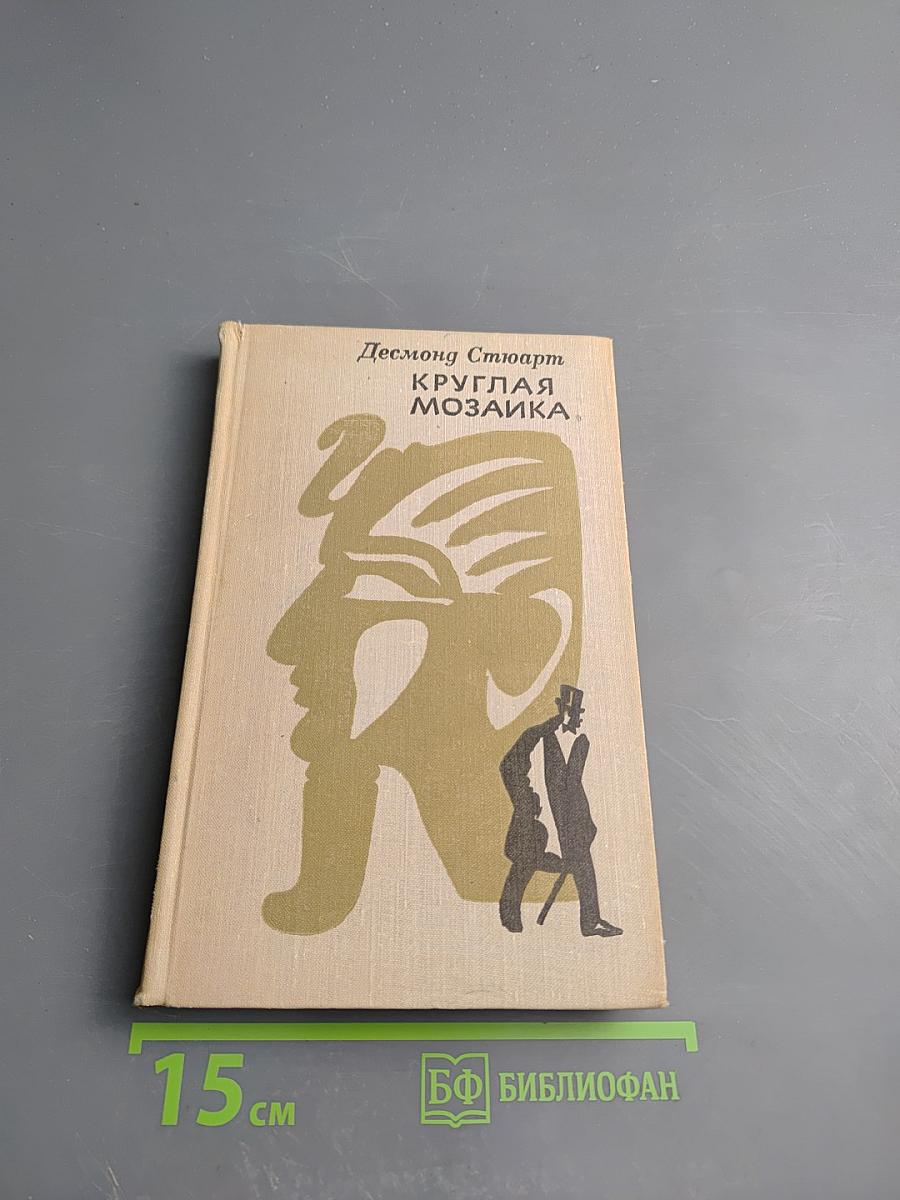 Десмонд Стюарт
КРУГЛАЯ
МОЗАИКА
15 см
БФ БИБЛИОФАН